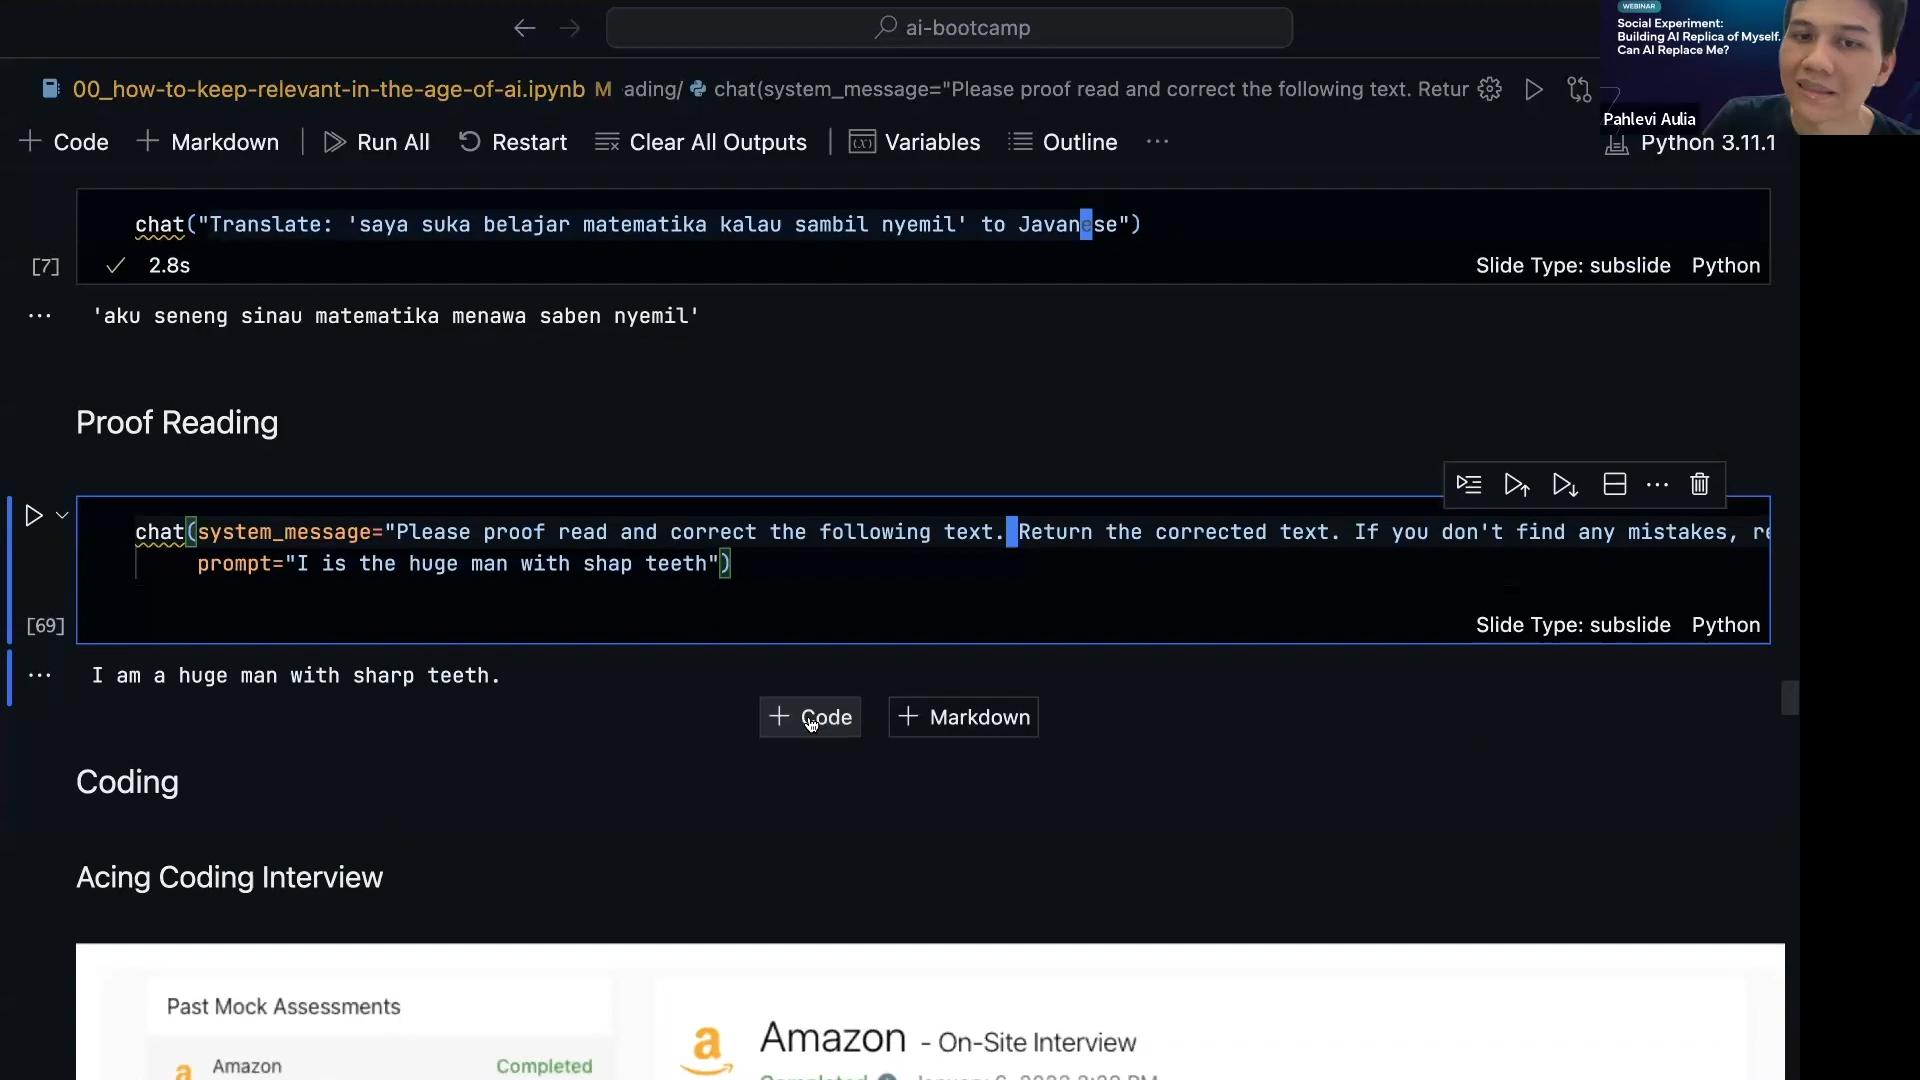 ai-bootcamp
WEBINAR
Social Experiment:
Building AI Replica of Myself.
Can AI Replace Me?
Pahlevi Aulia
00_how-to-keep-relevant-in-the-age-of-ai.ipynb M ading/ chat(system_message="Please proof read and correct the following text. Retur
Code Markdown Run All Restart Clear All Outputs Variables Outline ... Python 3.11.1
chat("Translate: 'saya suka belajar matematika kalau sambil nyemil' to Javanese")
[7] 2.8s Slide Type: subslide Python
'aku seneng sinau matematika menawa saben nyemil'
Proof Reading
chat(system_message="Please proof read and correct the following text. Return the corrected text. If you don't find any mistakes, re
prompt="I is the huge man with shap teeth")
[69] Slide Type: subslide Python
I am a huge man with sharp teeth.
Code Markdown
Coding
Acing Coding Interview
Past Mock Assessments
Amazon - On-Site Interview
Amazon Completed